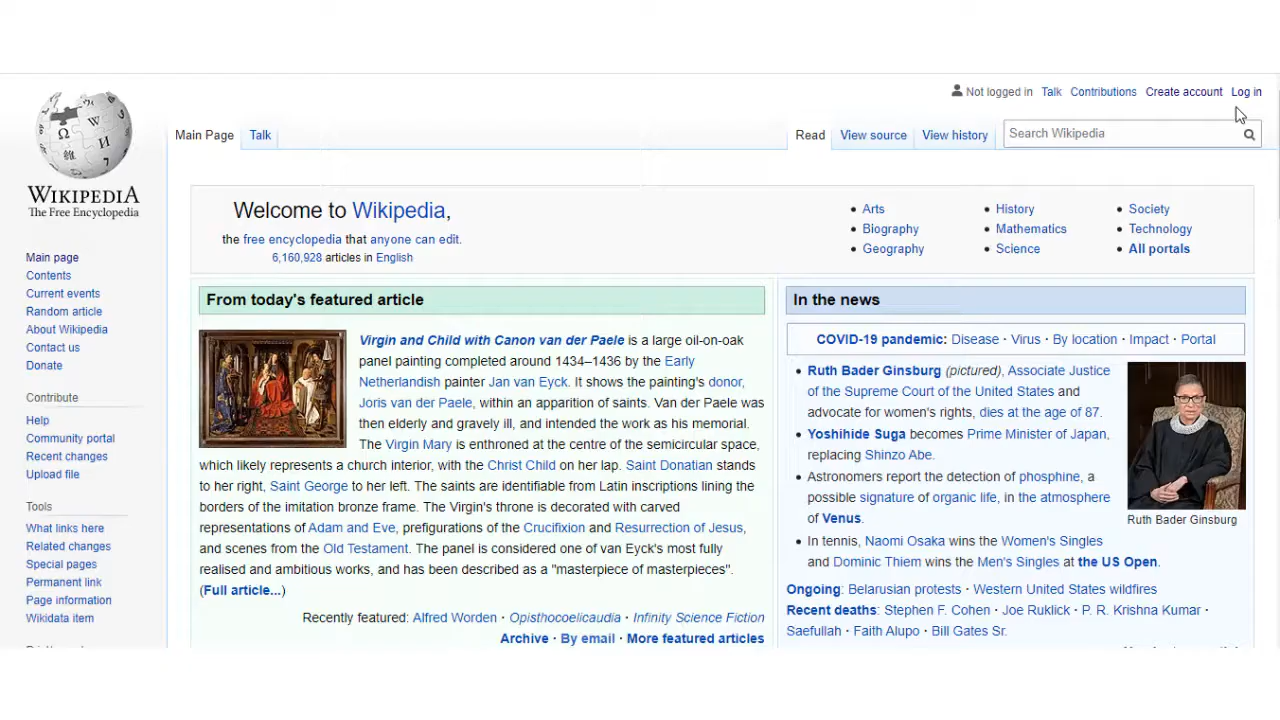 Not logged in Talk Contributions Create account Log in
Main Page Talk Read View source View history Search Wikipedia
WIKIPEDIA
The Free Encyclopedia
Main page
Contents
Current events
Random article
About Wikipedia
Contact us
Donate
Contribute
Help
Community portal
Recent changes
Upload file
Tools
What links here
Related changes
Special pages
Permanent link
Page information
Wikidata item
Welcome to Wikipedia,
the free encyclopedia that anyone can edit.
6,160,928 articles in English
• Arts
• Biography
• Geography
• History
• Mathematics
• Science
• Society
• Technology
• All portals
From today's featured article
Virgin and Child with Canon van der Paele is a large oil-on-oak
panel painting completed around 1434–1436 by the Early
Netherlandish painter Jan van Eyck. It shows the painting's donor,
Joris van der Paele, within an apparition of saints. Van der Paele was
then elderly and gravely ill, and intended the work as his memorial.
The Virgin Mary is enthroned at the centre of the semicircular space,
which likely represents a church interior, with the Christ Child on her lap. Saint Donatian stands
to her right, Saint George to her left. The saints are identifiable from Latin inscriptions lining the
borders of the imitation bronze frame. The Virgin's throne is decorated with carved
representations of Adam and Eve, prefigurations of the Crucifixion and Resurrection of Jesus,
and scenes from the Old Testament. The panel is considered one of van Eyck's most fully
realised and ambitious works, and has been described as a "masterpiece of masterpieces".
(Full article...)
Recently featured: Alfred Worden · Opisthocoelicaudia · Infinity Science Fiction
Archive · By email · More featured articles
In the news
COVID-19 pandemic: Disease · Virus · By location · Impact · Portal
• Ruth Bader Ginsburg (pictured), Associate Justice
of the Supreme Court of the United States and
advocate for women's rights, dies at the age of 87.
• Yoshihide Suga becomes Prime Minister of Japan,
replacing Shinzo Abe.
• Astronomers report the detection of phosphine, a
possible signature of organic life, in the atmosphere
of Venus.
• In tennis, Naomi Osaka wins the Women's Singles
and Dominic Thiem wins the Men's Singles at the US Open.
Ruth Bader Ginsburg
Ongoing: Belarusian protests · Western United States wildfires
Recent deaths: Stephen F. Cohen · Joe Ruklick · P. R. Krishna Kumar ·
Saefullah · Faith Alupo · Bill Gates Sr.